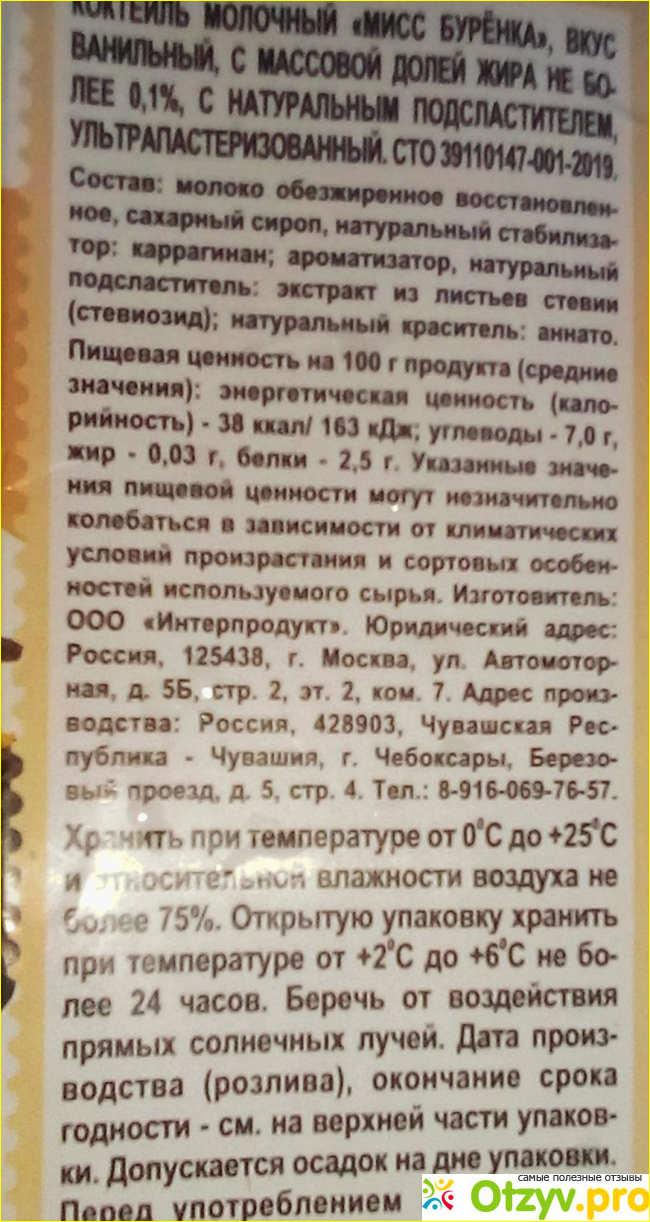 КОКТЕЙЛЬ МОЛОЧНЫЙ «МИСС БУРЁНКА», ВКУС
ВАНИЛЬНЫЙ, С МАССОВОЙ ДОЛЕЙ ЖИРА НЕ БО-
ЛЕЕ 0,1%, С НАТУРАЛЬНЫМ ПОДСЛАСТИТЕЛЕМ,
УЛЬТРАПАСТЕРИЗОВАННЫЙ. СТО 39110147-001-2019.
Состав: молоко обезжиренное восстановлен-
ное, сахарный сироп, натуральный стабилиза-
тор: каррагинан; ароматизатор, натуральный
подсластитель: экстракт из листьев стевии
(стевиозид); натуральный краситель: аннато.
Пищевая ценность на 100 г продукта (средние
значения): энергетическая ценность (кало-
рийность) - 38 ккал/ 163 кДж; углеводы - 7,0 г,
жир - 0,03 г, белки - 2,5 г. Указанные значе-
ния пищевой ценности могут незначительно
колебаться в зависимости от климатических
условий произрастания и сортовых особен-
ностей используемого сырья. Изготовитель:
ООО «Интерпродукт». Юридический адрес:
Россия, 125438, г. Москва, ул. Автомотор-
ная, д. 5Б, стр. 2, эт. 2, ком. 7. Адрес произ-
водства: Россия, 428903, Чувашская Рес-
публика - Чувашия, г. Чебоксары, Березо-
вый проезд, д. 5, стр. 4. Тел.: 8-916-069-76-57.
Хранить при температуре от 0°С до +25°С
и относительной влажности воздуха не
более 75%. Открытую упаковку хранить
при температуре от +2°С до +6°С не бо-
лее 24 часов. Беречь от воздействия
прямых солнечных лучей. Дата произ-
водства (розлива), окончание срока
годности - см. на верхней части упаков-
ки. Допускается осадок на дне упаковки.
Перед употреблением
самые полезные отзывы
Otzyv.pro